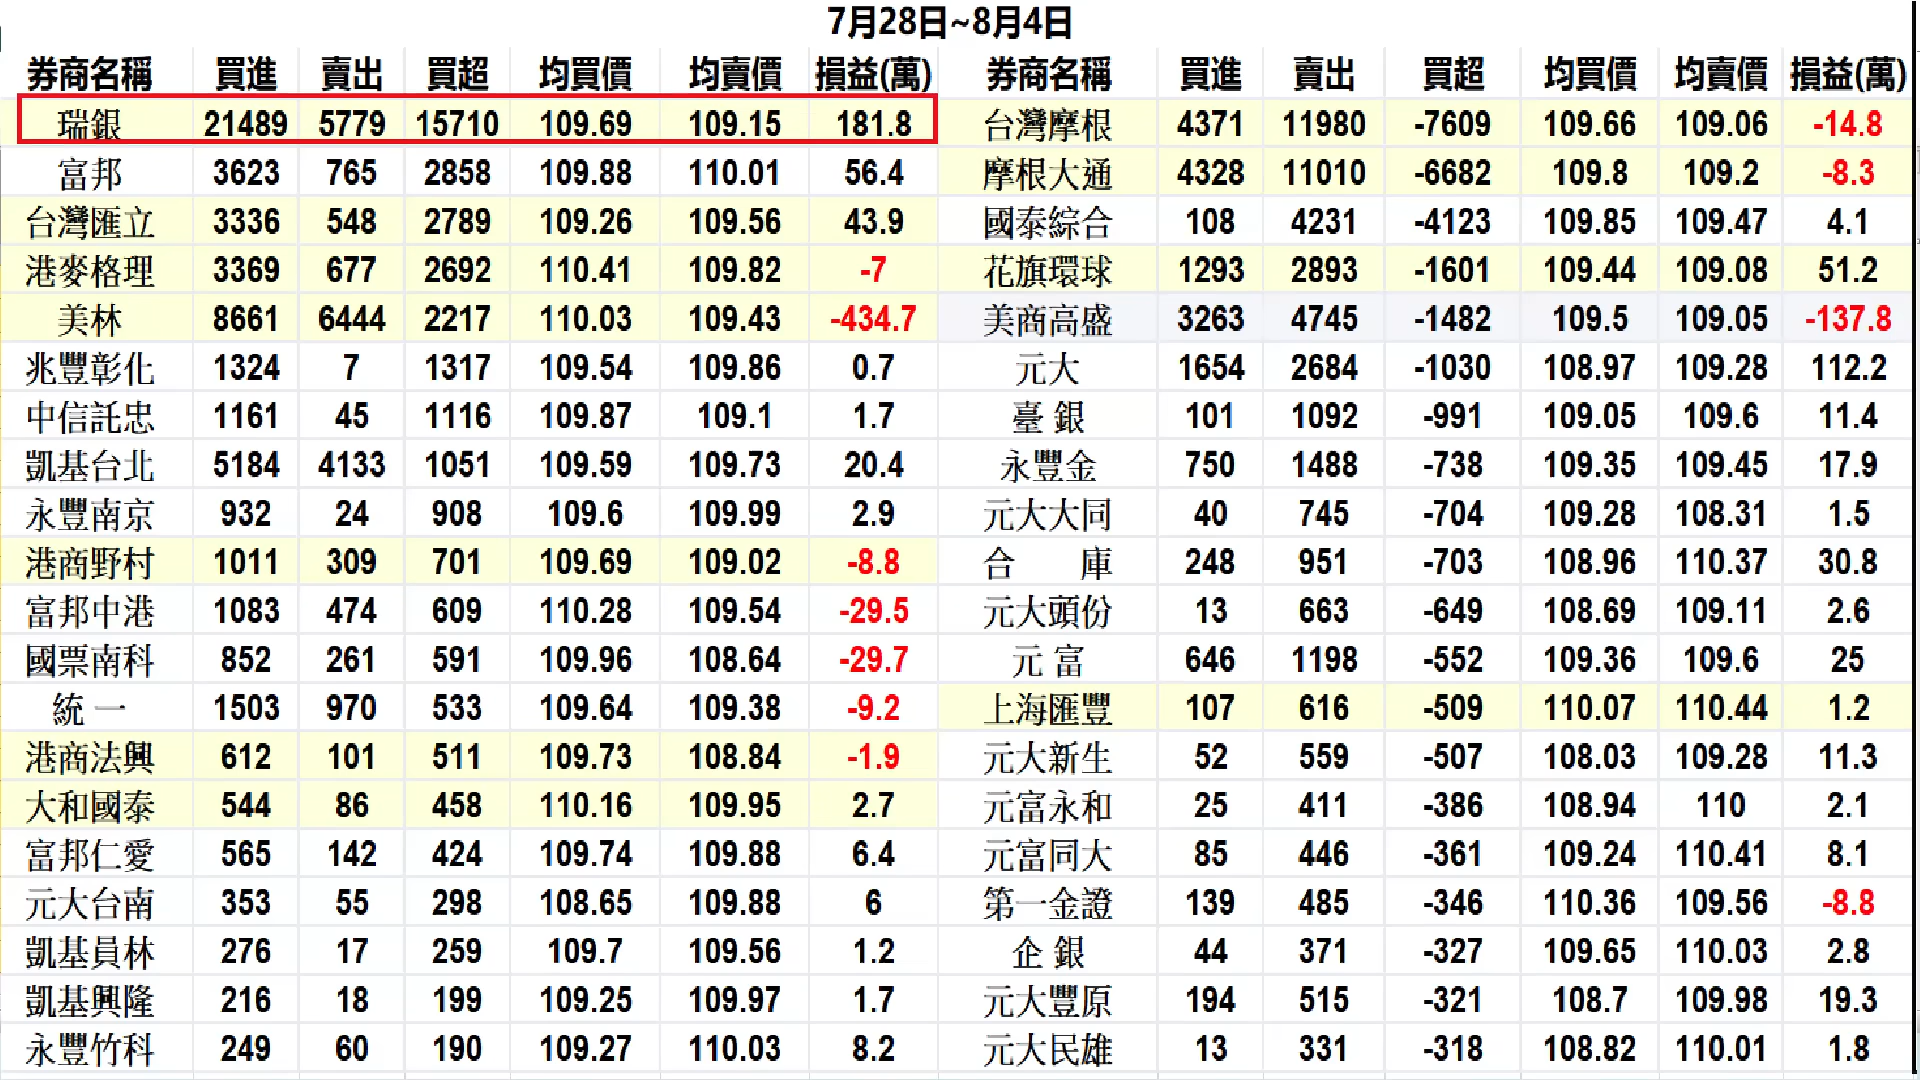 7月28日~8月4日
券商名稱 買進 賣出 買超 均買價 均賣價 損益(萬) 券商名稱 買進 賣出 買超 均買價 均賣價 損益(萬)
瑞銀 21489 5779 15710 109.69 109.15 181.8 台灣摩根 4371 11980 -7609 109.66 109.06 -14.8
富邦 3623 765 2858 109.88 110.01 56.4 摩根大通 4328 11010 -6682 109.8 109.2 -8.3
台灣匯立 3336 548 2789 109.26 109.56 43.9 國泰綜合 108 4231 -4123 109.85 109.47 4.1
港麥格理 3369 677 2692 110.41 109.82 -7 花旗環球 1293 2893 -1601 109.44 109.08 51.2
美林 8661 6444 2217 110.03 109.43 -434.7 美商高盛 3263 4745 -1482 109.5 109.05 -137.8
兆豐彰化 1324 7 1317 109.54 109.86 0.7 元大 1654 2684 -1030 108.97 109.28 112.2
中信託忠 1161 45 1116 109.87 109.1 1.7 臺銀 101 1092 -991 109.05 109.6 11.4
凱基台北 5184 4133 1051 109.59 109.73 20.4 永豐金 750 1488 -738 109.35 109.45 17.9
永豐南京 932 24 908 109.6 109.99 2.9 元大大同 40 745 -704 109.28 108.31 1.5
港商野村 1011 309 701 109.69 109.02 -8.8 合 庫 248 951 -703 108.96 110.37 30.8
富邦中港 1083 474 609 110.28 109.54 -29.5 元大頭份 13 663 -649 108.69 109.11 2.6
國票南科 852 261 591 109.96 108.64 -29.7 元富 646 1198 -552 109.36 109.6 25
統一 1503 970 533 109.64 109.38 -9.2 上海匯豐 107 616 -509 110.07 110.44 1.2
港商法興 612 101 511 109.73 108.84 -1.9 元大新生 52 559 -507 108.03 109.28 11.3
大和國泰 544 86 458 110.16 109.95 2.7 元富永和 25 411 -386 108.94 110 2.1
富邦仁愛 565 142 424 109.74 109.88 6.4 元富同大 85 446 -361 109.24 110.41 8.1
元大台南 353 55 298 108.65 109.88 6 第一金證 139 485 -346 110.36 109.56 -8.8
凱基員林 276 17 259 109.7 109.56 1.2 企銀 44 371 -327 109.65 110.03 2.8
凱基興隆 216 18 199 109.25 109.97 1.7 元大豐原 194 515 -321 108.7 109.98 19.3
永豐竹科 249 60 190 109.27 110.03 8.2 元大民雄 13 331 -318 108.82 110.01 1.8